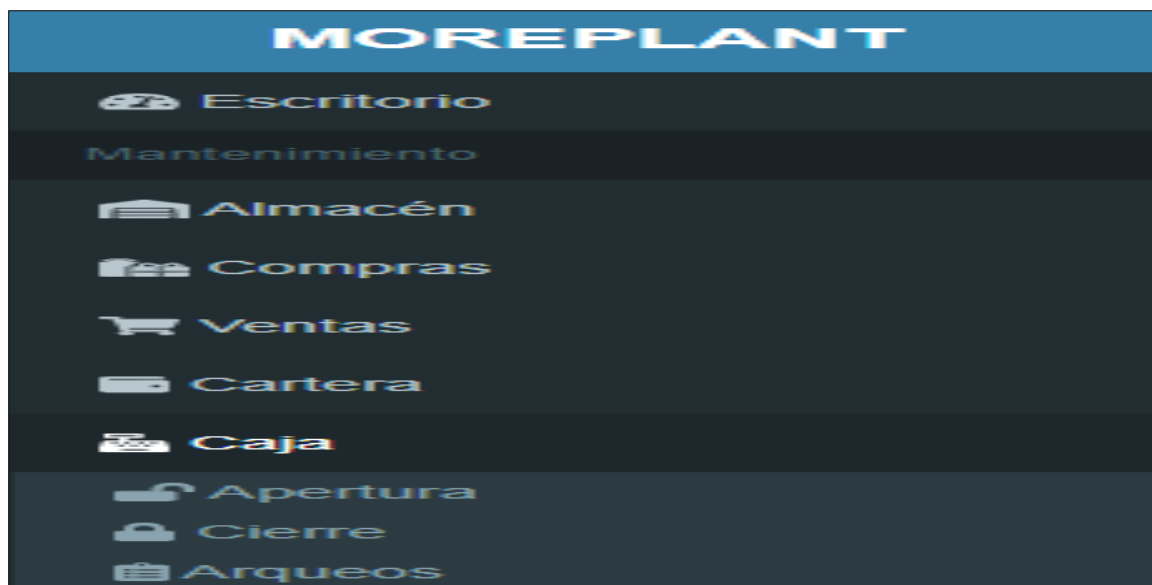 MOREPLANT
Escritorio
Mantenimiento
Almacén
Compras
Ventas
Cartera
Caja
Apertura
Cierre
Arqueos